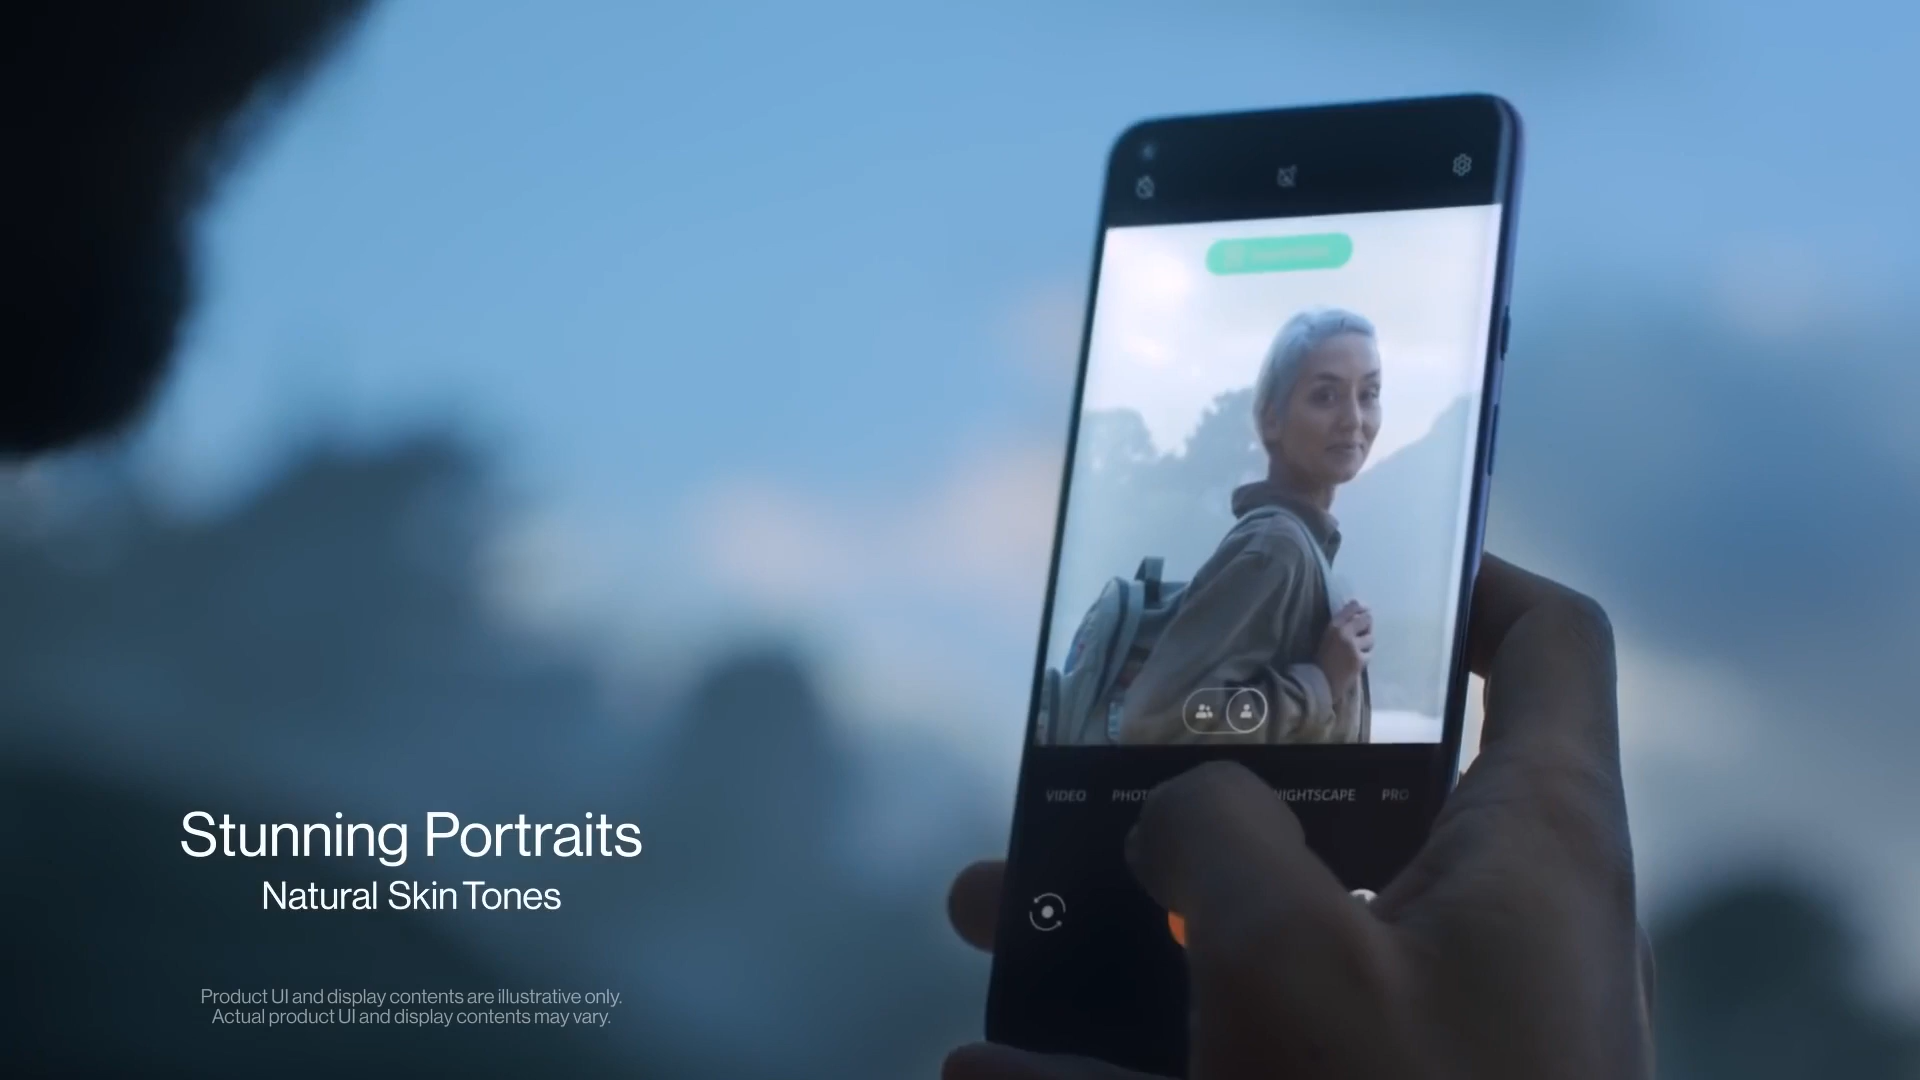 VIDEO PHOT NIGHTSCAPE PRO
Stunning Portraits
Natural Skin Tones
Product UI and display contents are illustrative only.
Actual product UI and display contents may vary.